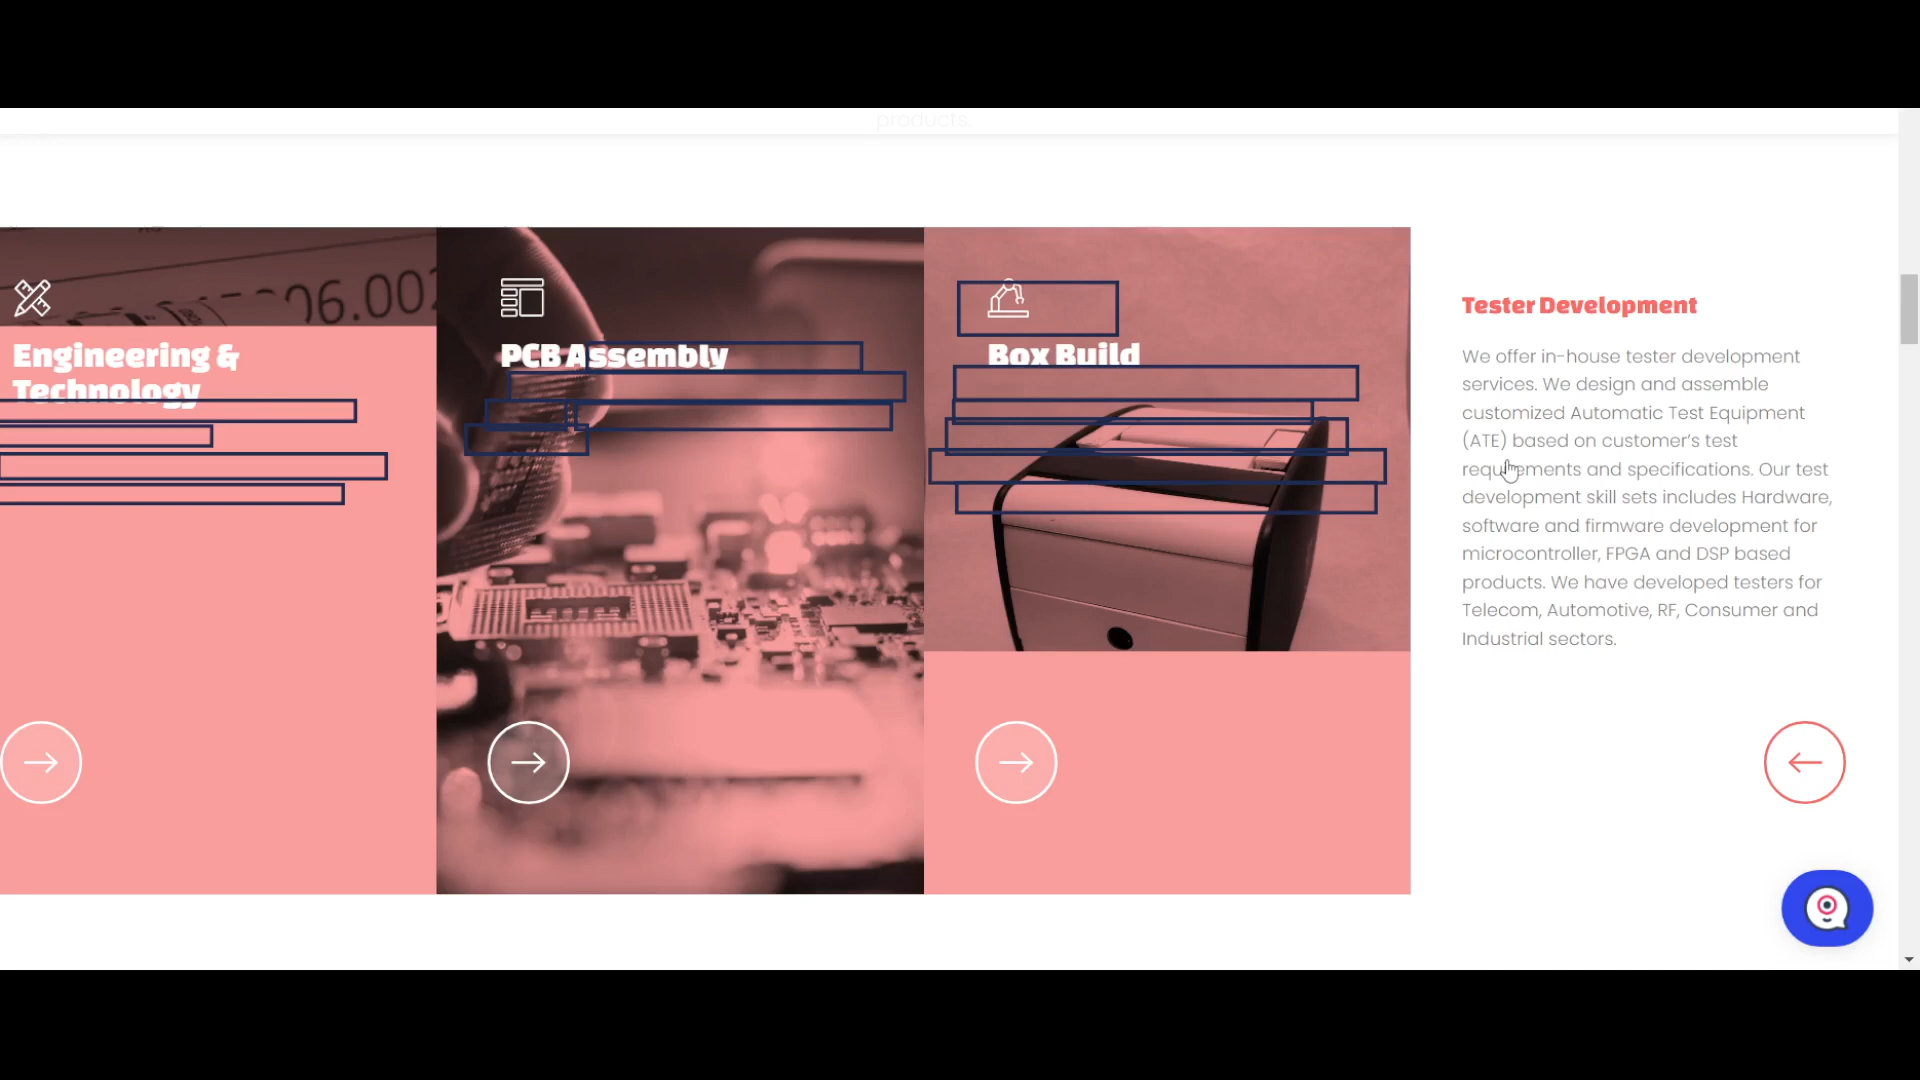 products.
06.002
Engineering &
Technology
PCB Assembly
Box Build
Tester Development
We offer in-house tester development
services. We design and assemble
customized Automatic Test Equipment
(ATE) based on customer's test
requirements and specifications. Our test
development skill sets includes Hardware,
software and firmware development for
microcontroller, FPGA and DSP based
products. We have developed testers for
Telecom, Automotive, RF, Consumer and
Industrial sectors.